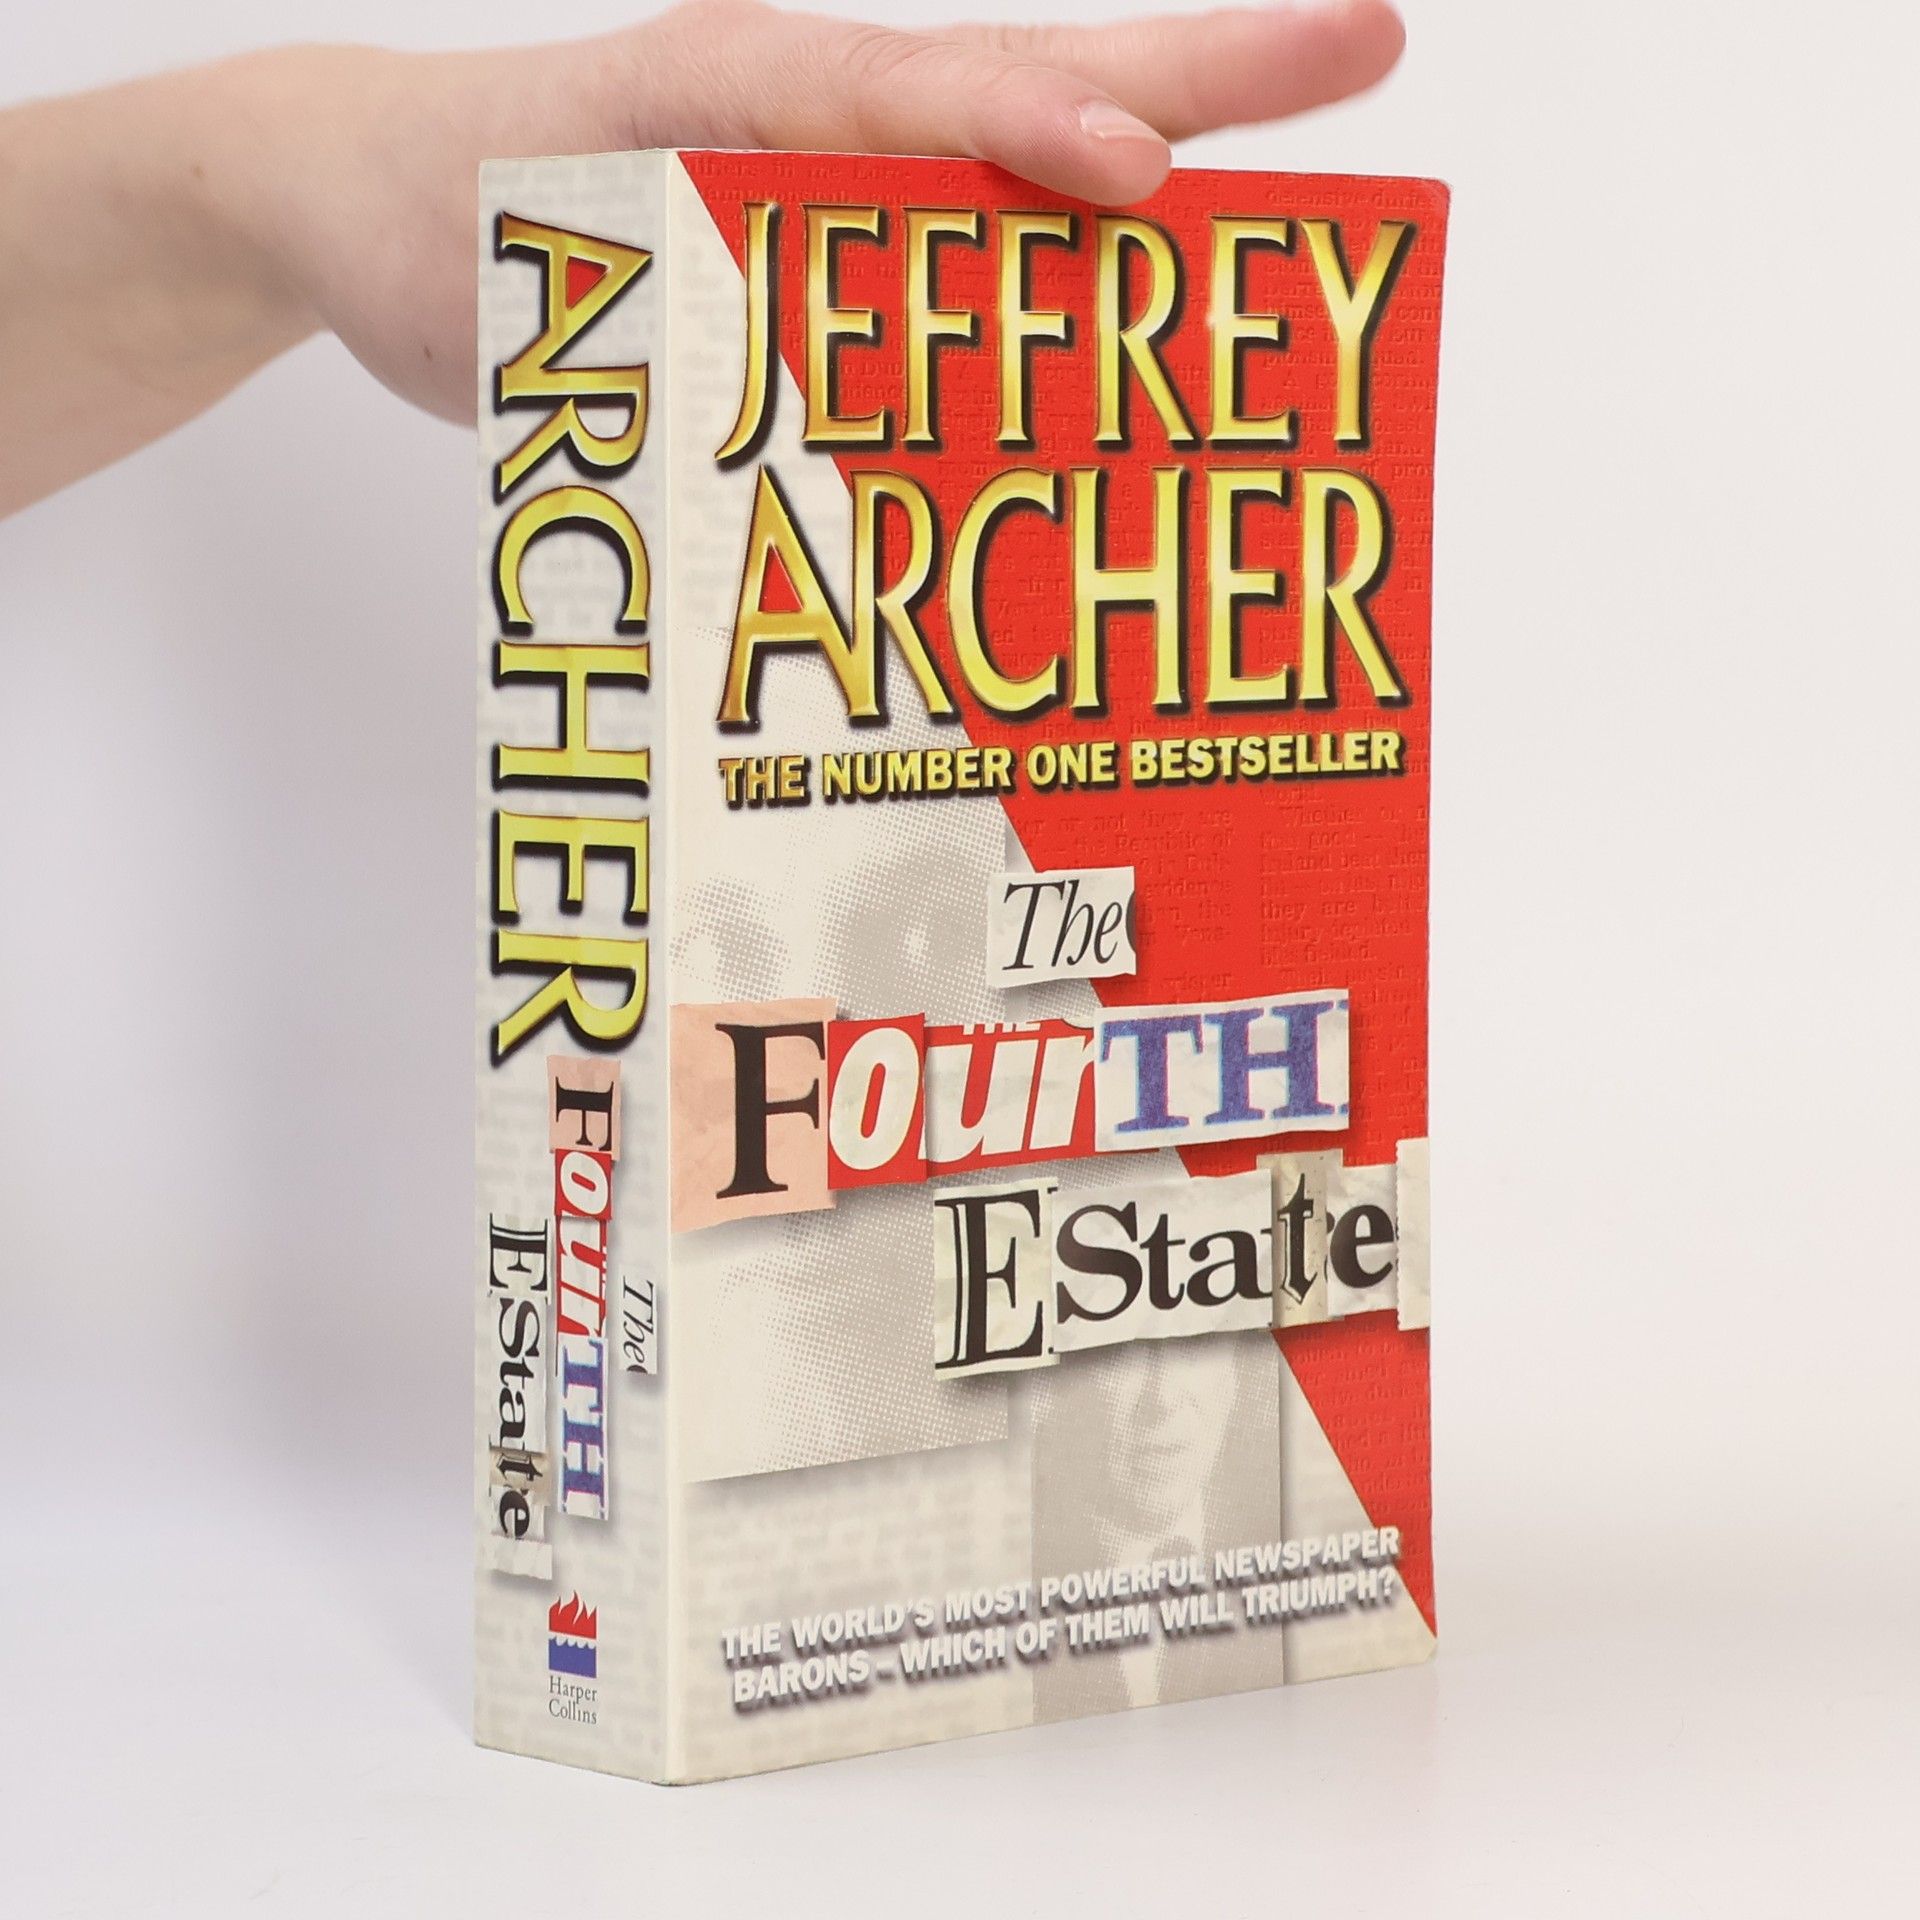 ARCHER
The
FOurTH
EState
Harper
Collins
JEFFREY
ARCHER
THE NUMBER ONE BESTSELLER
The
FOurTH
EState
THE WORLD'S MOST POWERFUL NEWSPAPER
BARONS – WHICH OF THEM WILL TRIUMPH?